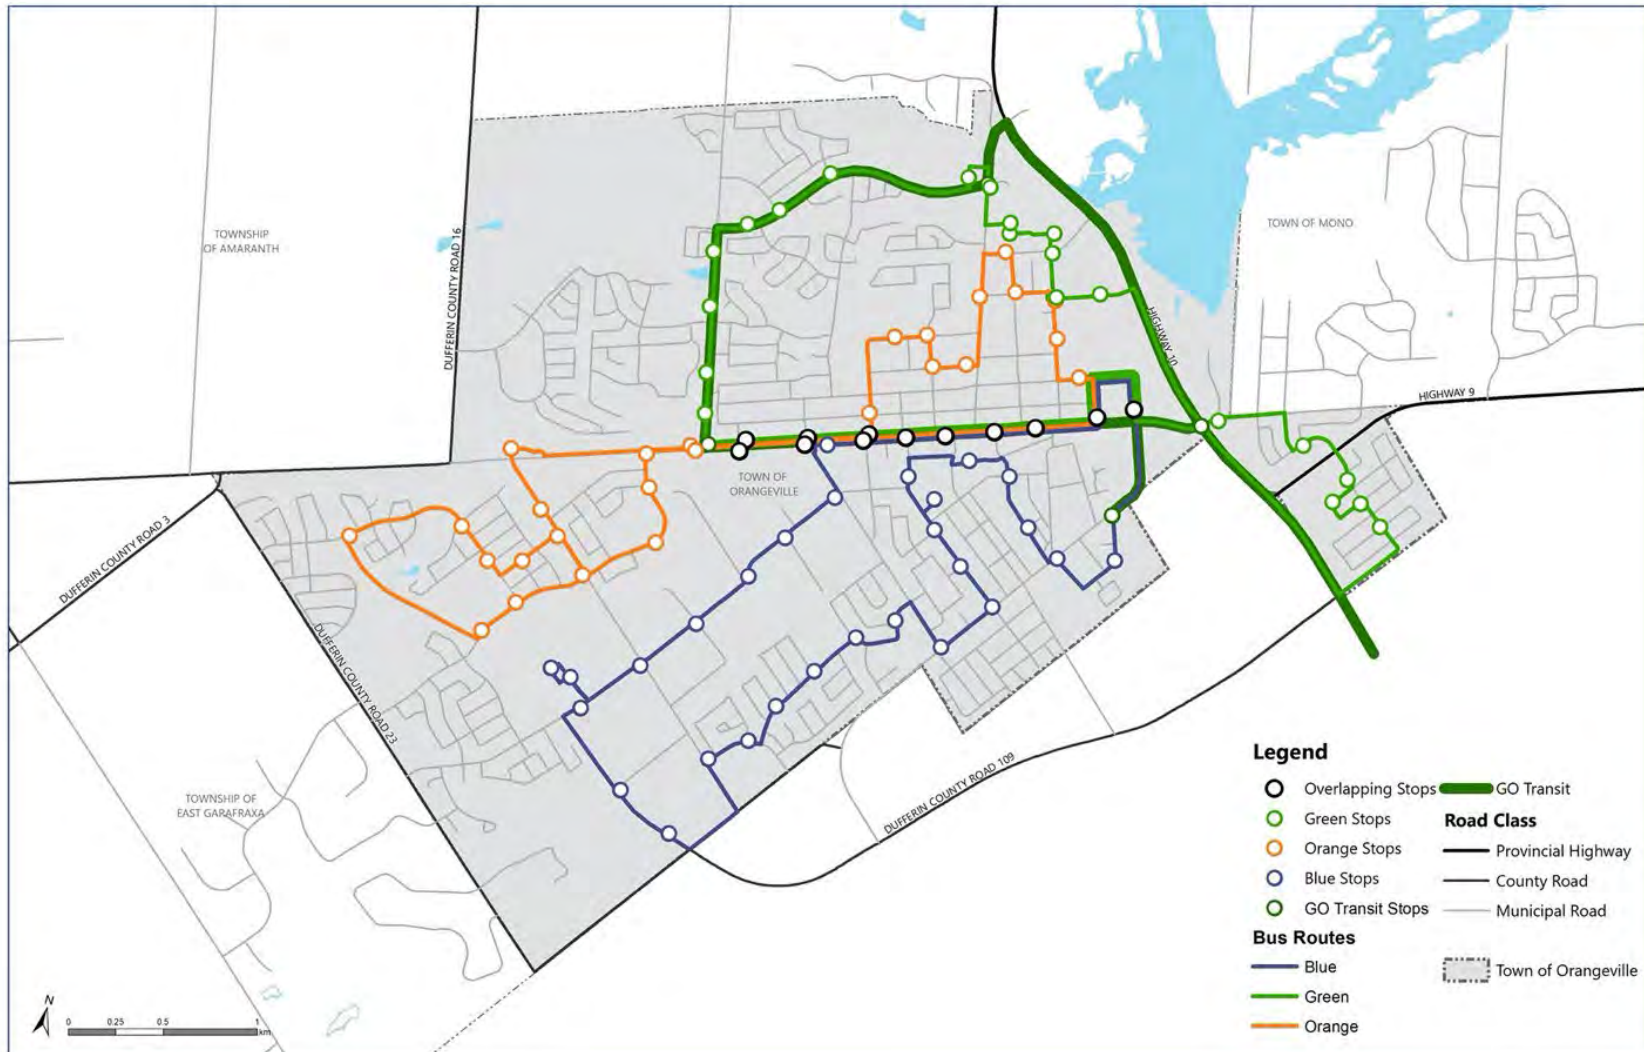 TOWNSHIP
OF AMARANTH
DUFFERIN COUNTY ROAD 16
TOWN OF MONO
HIGHWAY 10
HIGHWAY 9
TOWN OF
ORANGEVILLE
DUFFERIN COUNTY ROAD 3
DUFFERIN COUNTY ROAD 23
TOWNSHIP OF
EAST GARAFRAXA
DUFFERIN COUNTY ROAD 109
Legend
Overlapping Stops
Green Stops
Orange Stops
Blue Stops
GO Transit Stops
Bus Routes
Blue
Green
Orange
GO Transit
Road Class
Provincial Highway
County Road
Municipal Road
Town of Orangeville
N
0 0.25 0.5 1
km